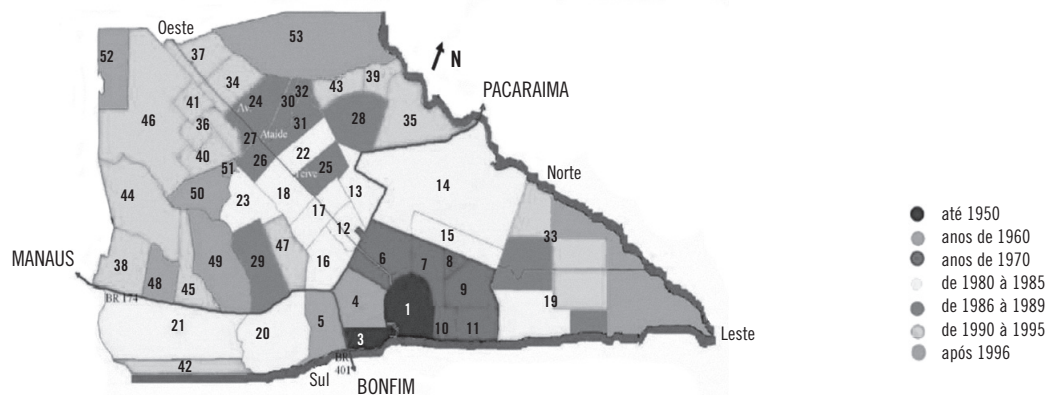 Oeste
53
N
52
37
34
43
39
32
24
30
Av
41
31
28
35
PACARAIMA
46
36
27
Ataíde
22
40
26
25
Terve
51
Norte
50
18
13
14
44
23
17
12
15
33
47
MANAUS
38
48
45
49
29
16
6
7
8
9
BR 174
4
1
19
21
20
5
3
10
11
Leste
42
Sul
BR
401
BONFIM
até 1950
anos de 1960
anos de 1970
de 1980 à 1985
de 1986 à 1989
de 1990 à 1995
após 1996